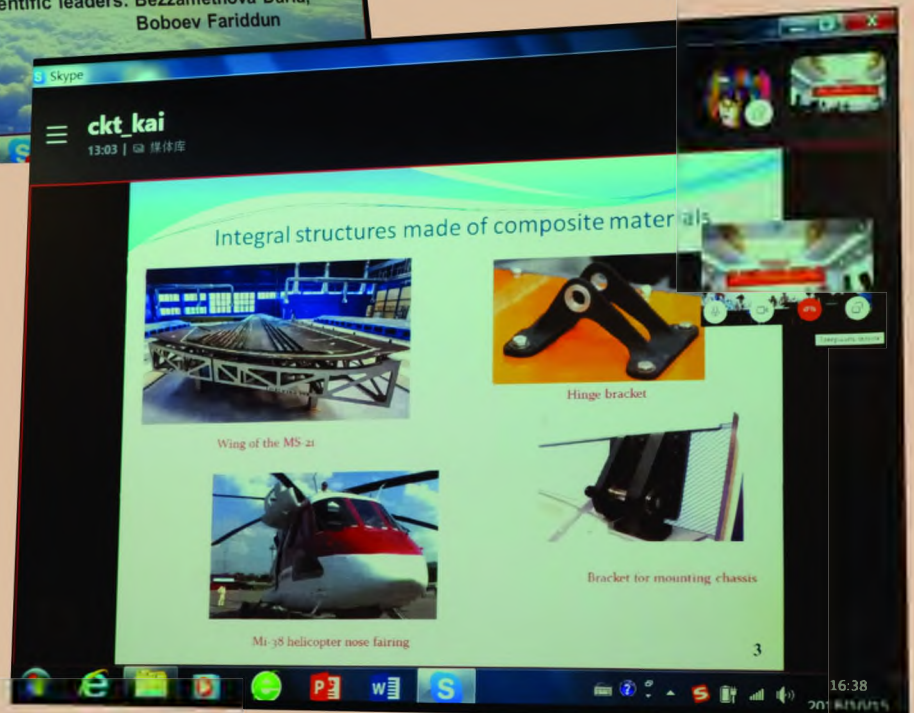 entific leaders: Bezzametnova Daria,
Boboev Fariddun
Skype
ckt_kai
13:03 | 媒体库
Integral structures made of composite materials
Hinge bracket
Wing of the MS-21
Bracket for mounting chassis
Mi-38 helicopter nose fairing
3
16:38